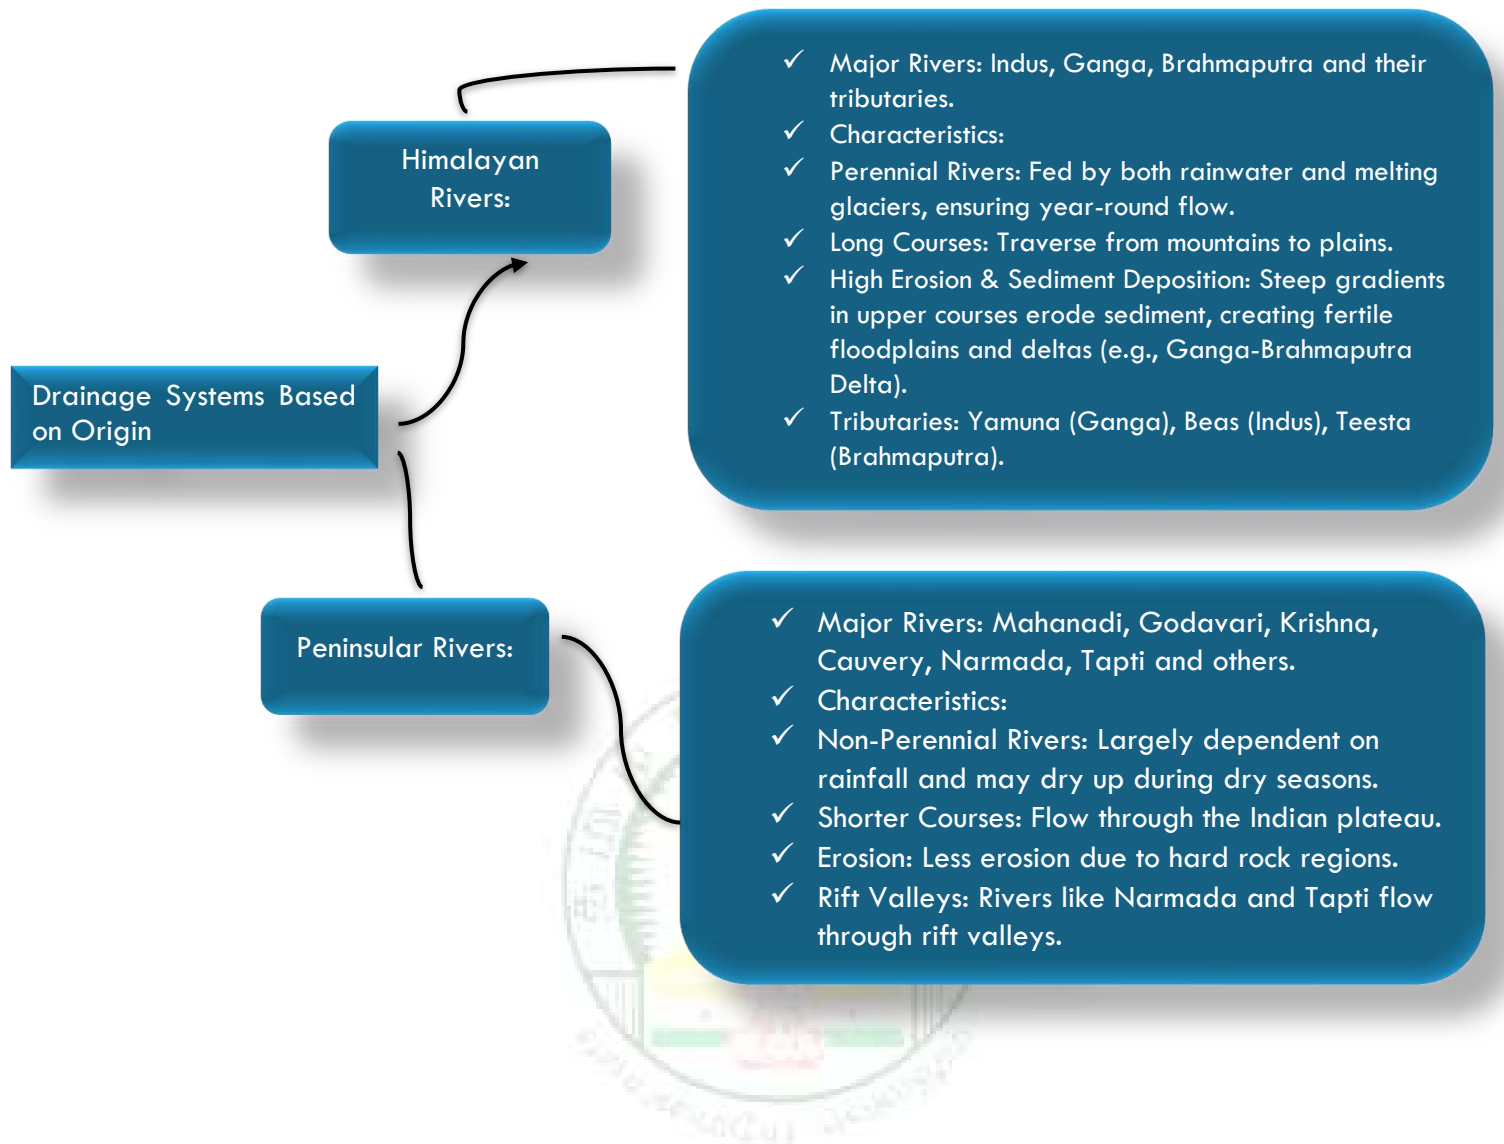 Drainage Systems Based
on Origin
Himalayan
Rivers:
✓ Major Rivers: Indus, Ganga, Brahmaputra and their
tributaries.
✓ Characteristics:
✓ Perennial Rivers: Fed by both rainwater and melting
glaciers, ensuring year-round flow.
✓ Long Courses: Traverse from mountains to plains.
✓ High Erosion & Sediment Deposition: Steep gradients
in upper courses erode sediment, creating fertile
floodplains and deltas (e.g., Ganga-Brahmaputra
Delta).
✓ Tributaries: Yamuna (Ganga), Beas (Indus), Teesta
(Brahmaputra).
Peninsular Rivers:
✓ Major Rivers: Mahanadi, Godavari, Krishna,
Cauvery, Narmada, Tapti and others.
✓ Characteristics:
✓ Non-Perennial Rivers: Largely dependent on
rainfall and may dry up during dry seasons.
✓ Shorter Courses: Flow through the Indian plateau.
✓ Erosion: Less erosion due to hard rock regions.
✓ Rift Valleys: Rivers like Narmada and Tapti flow
through rift valleys.